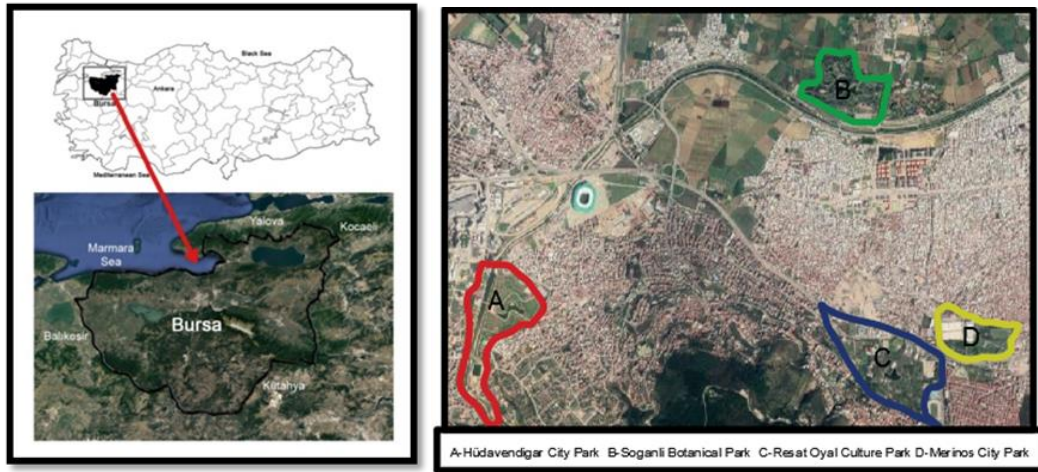 Black Sea
Ankara
Bursa
Mediterranean Sea
Yalova
Kocaeli
Marmara
Sea
Bursa
Balıkesir
Kütahya
A
B
C
D
A-Hüdavendigar City Park B-Soganli Botanical Park C-Resat Oyal Culture Park D-Merinos City Park